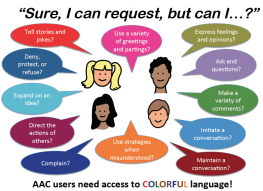 “Sure, I can request, but can I…?”
Tell stories and
jokes?
Use a variety
of greetings
and partings?
Express feelings
and opinions?
Deny,
protest, or
refuse?
Ask and
questions?
Expand on an
idea?
Make a
variety of
comments?
Direct the
actions of
others?
Initiate a
conversation?
Complain?
Use strategies
when
misunderstood?
Maintain a
conversation?
AAC users need access to COLORFUL language!